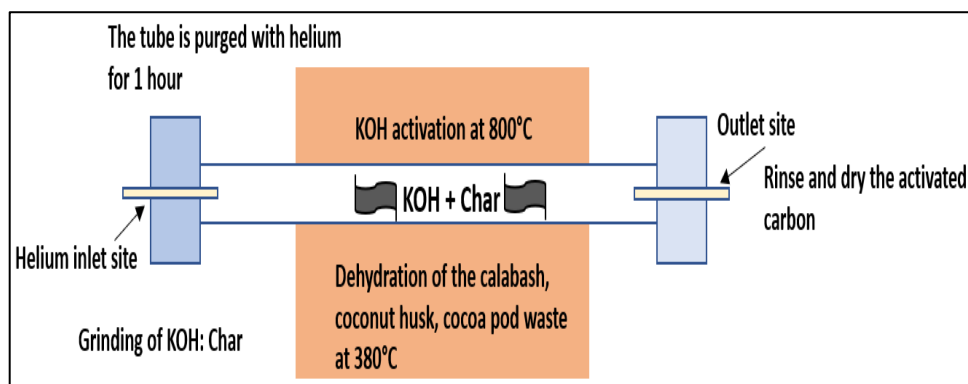 The tube is purged with helium
for 1 hour
KOH activation at 800°C
Outlet site
KOH + Char
Rinse and dry the activated
carbon
Helium inlet site
Dehydration of the calabash,
coconut husk, cocoa pod waste
at 380°C
Grinding of KOH: Char